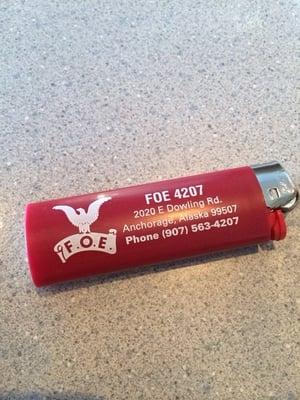 F.O.E.
FOE 4207
2020 E Dowling Rd.
Anchorage, Alaska 99507
Phone (907) 563-4207